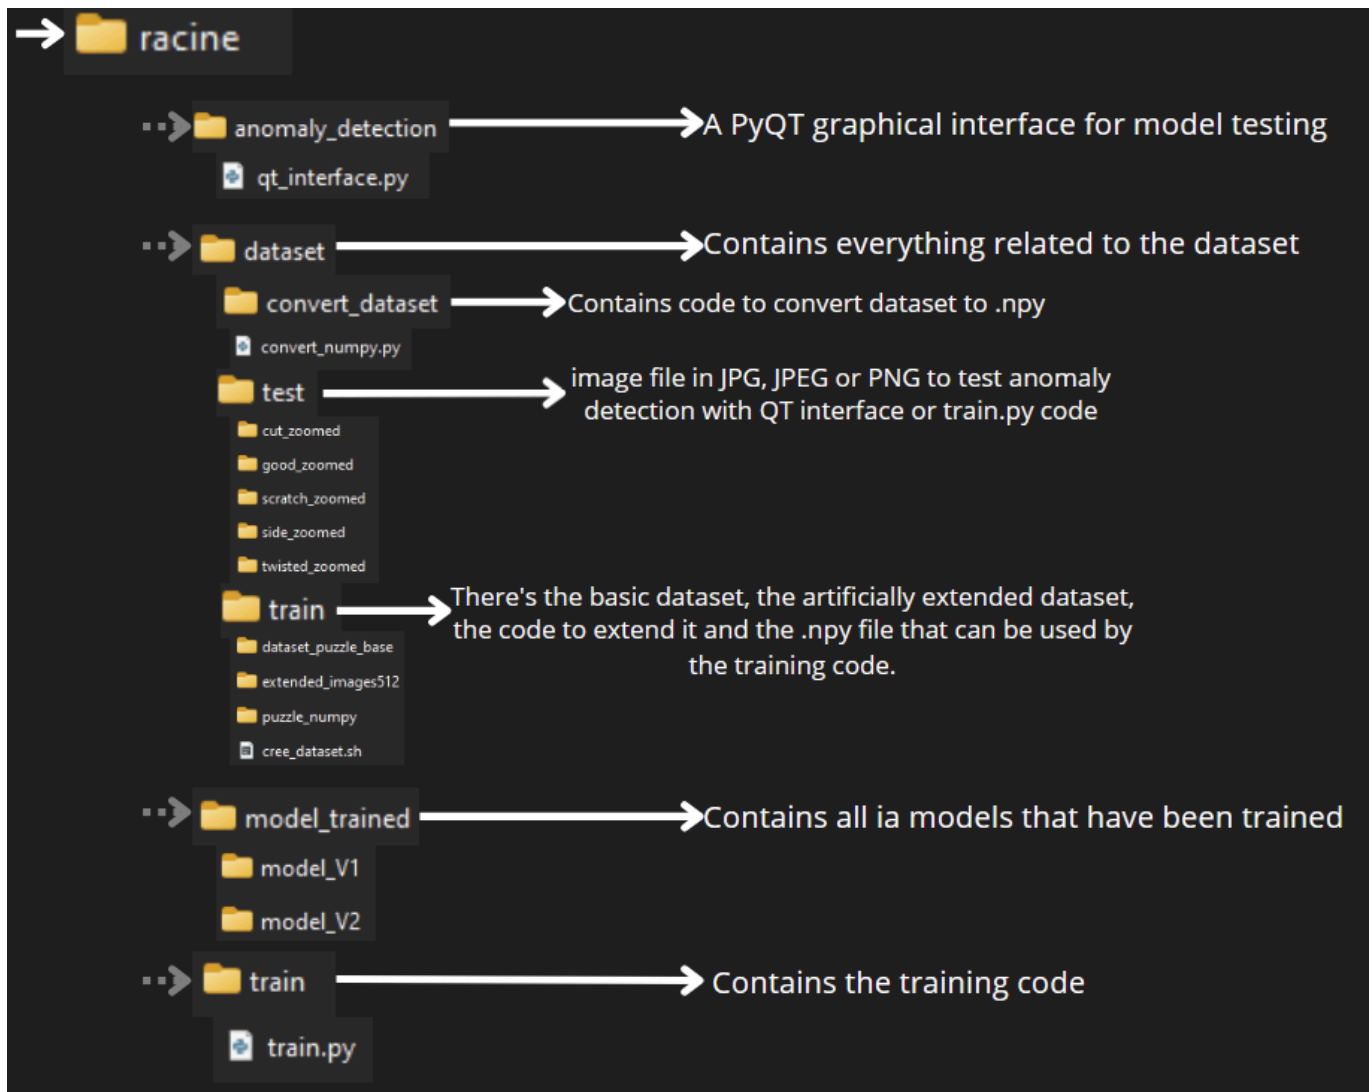 racine
anomaly_detection
A PyQT graphical interface for model testing
qt_interface.py
dataset
Contains everything related to the dataset
convert_dataset
Contains code to convert dataset to .npy
convert_numpy.py
test
image file in JPG, JPEG or PNG to test anomaly
detection with QT interface or train.py code
cut_zoomed
good_zoomed
scratch_zoomed
side_zoomed
twisted_zoomed
train
There's the basic dataset, the artificially extended dataset,
the code to extend it and the .npy file that can be used by
the training code.
dataset_puzzle_base
extended_images512
puzzle_numpy
cree_dataset.sh
model_trained
Contains all ia models that have been trained
model_V1
model_V2
train
Contains the training code
train.py